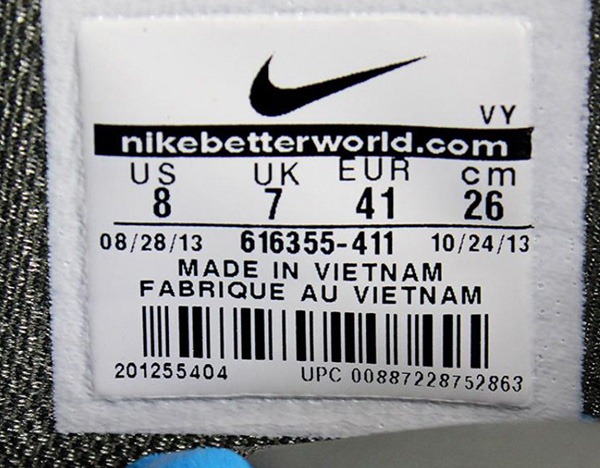 VY
nikebetterworld.com
US UK EUR cm
8 7 41 26
08/28/13 616355-411 10/24/13
MADE IN VIETNAM
FABRIQUE AU VIETNAM
201255404 UPC 00887228752863